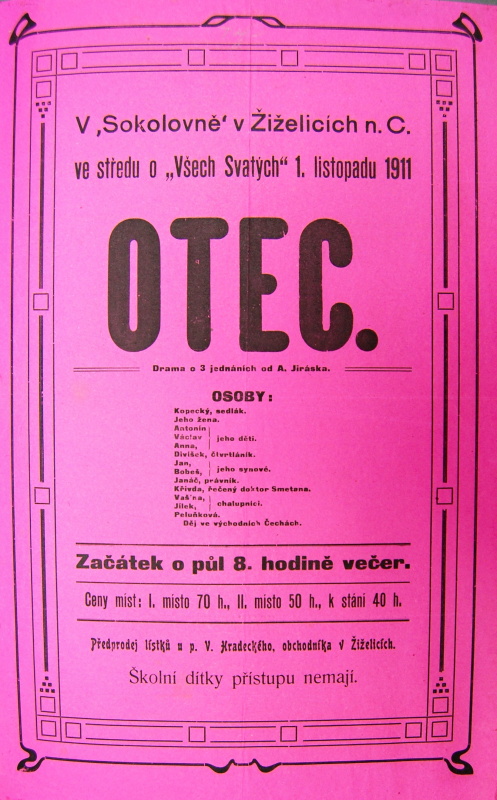 V ‚Sokolovně‘ v Žiželicích n. C.
ve středu o „Všech Svatých“ 1. listopadu 1911
OTEC.
Drama o 3 jednáních od A. Jiráska.
OSOBY:
Kopecký, sedlák.
Jeho žena.
Antonín
Václav jeho děti.
Anna,
Divíšek, čtvrtláník.
Jan,
Bobeš, jeho synové.
Janáč, právník.
Křivda, řečený doktor Smetana.
Vašina,
Jílek, chalupníci.
Peluňková.
Děj ve východních Čechách.
Začátek o půl 8. hodině večer.
Ceny míst: I. místo 70 h., II. místo 50 h., k stání 40 h.
Předprodej lístků u p. V. Hradeckého, obchodníka v Žiželicích.
Školní dítky přístupu nemají.